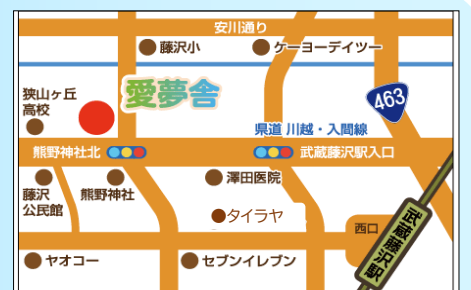 安川通り
藤沢小
ケーヨーデイツー
狭山ヶ丘
高校
愛夢舎
463
県道 川越・入間線
熊野神社北
武蔵藤沢駅入口
藤沢
公民館
熊野神社
澤田医院
タイラヤ
西口
武蔵藤沢駅
ヤオコー
セブンイレブン